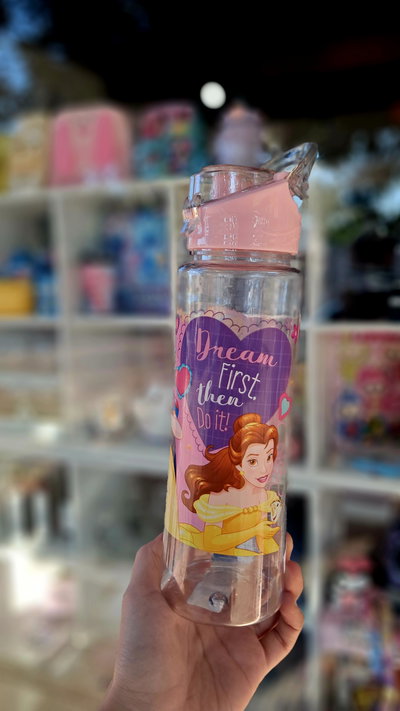 Dream
First,
then
Do it!